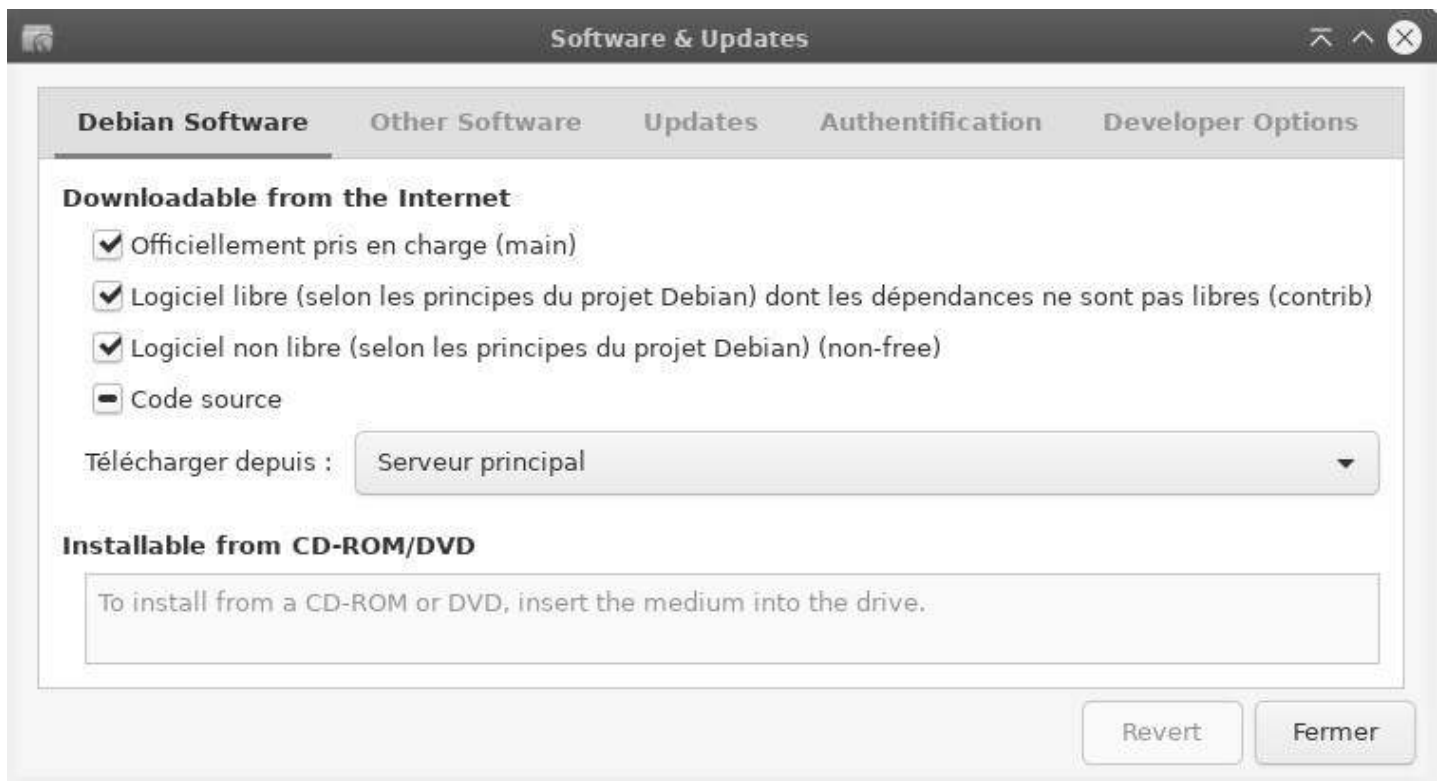 Software & Updates
Debian Software Other Software Updates Authentification Developer Options
Downloadable from the Internet
Officiellement pris en charge (main)
Logiciel libre (selon les principes du projet Debian) dont les dépendances ne sont pas libres (contrib)
Logiciel non libre (selon les principes du projet Debian) (non-free)
Code source
Télécharger depuis : Serveur principal
Installable from CD-ROM/DVD
To install from a CD-ROM or DVD, insert the medium into the drive.
Revert Fermer